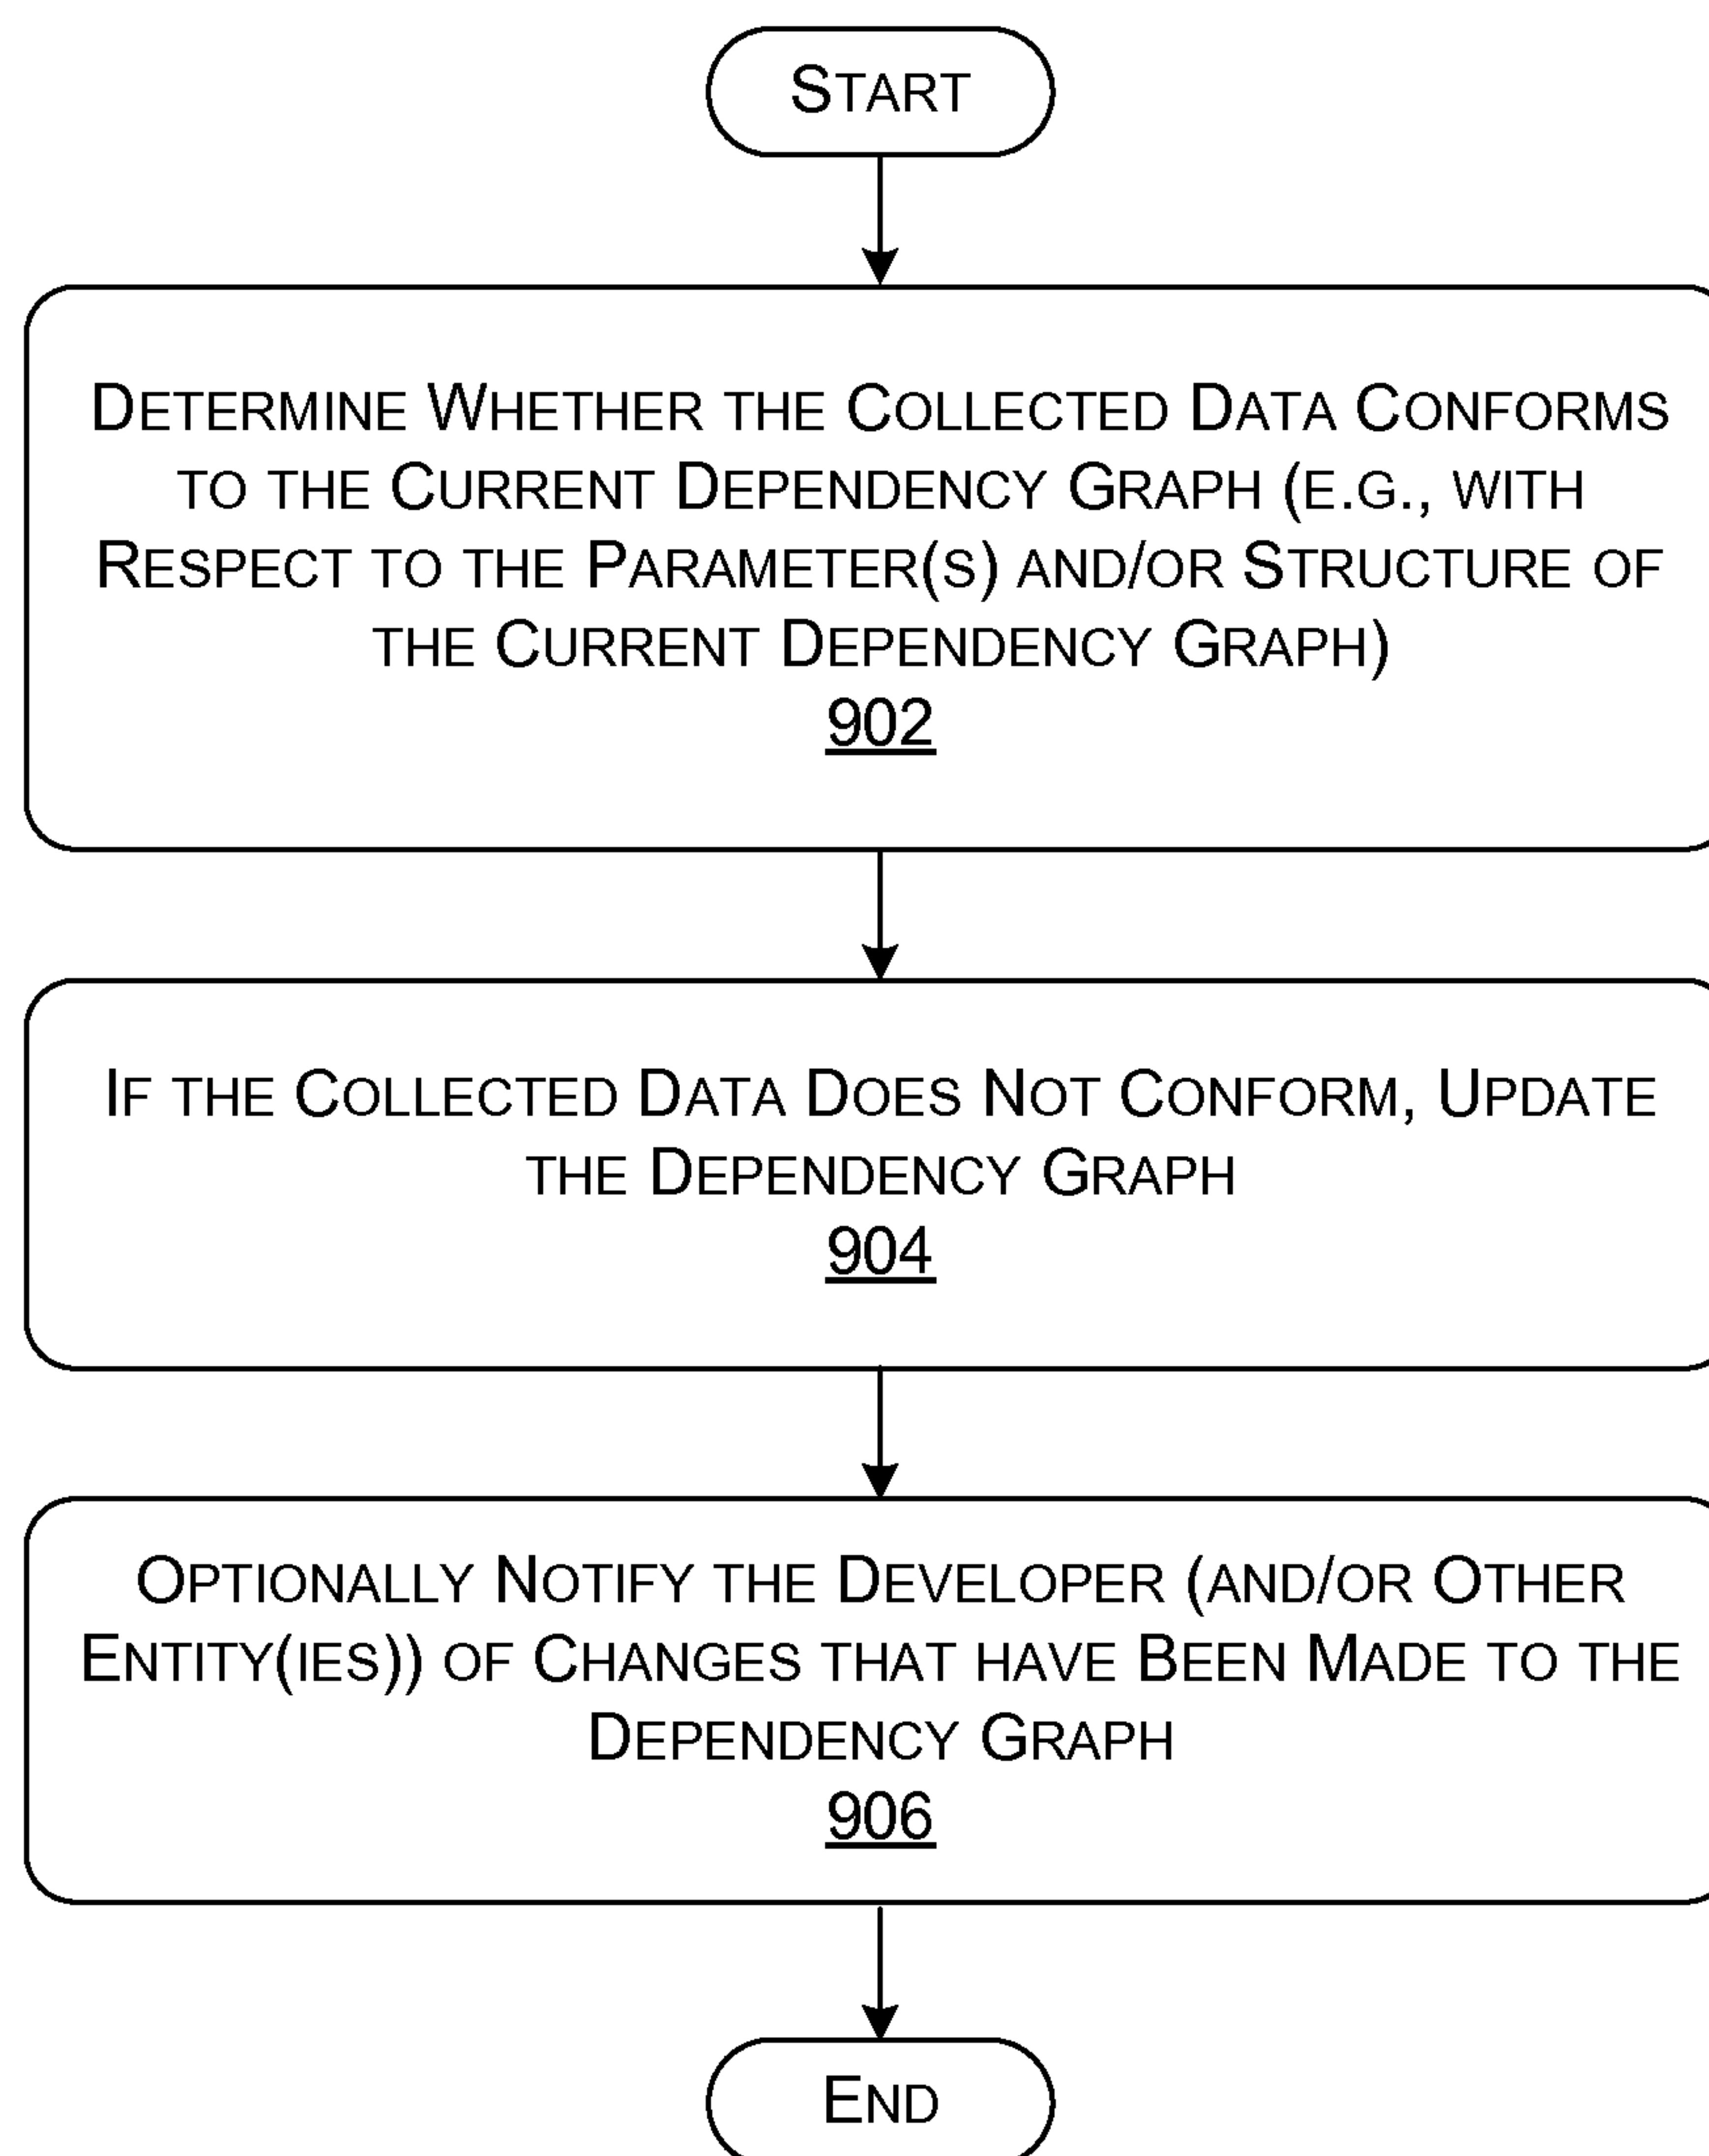 START
DETERMINE WHETHER THE COLLECTED DATA CONFORMS
TO THE CURRENT DEPENDENCY GRAPH (E.G., WITH
RESPECT TO THE PARAMETER(S) AND/OR STRUCTURE OF
THE CURRENT DEPENDENCY GRAPH)
902
IF THE COLLECTED DATA DOES NOT CONFORM, UPDATE
THE DEPENDENCY GRAPH
904
OPTIONALLY NOTIFY THE DEVELOPER (AND/OR OTHER
ENTITY(IES)) OF CHANGES THAT HAVE BEEN MADE TO THE
DEPENDENCY GRAPH
906
END